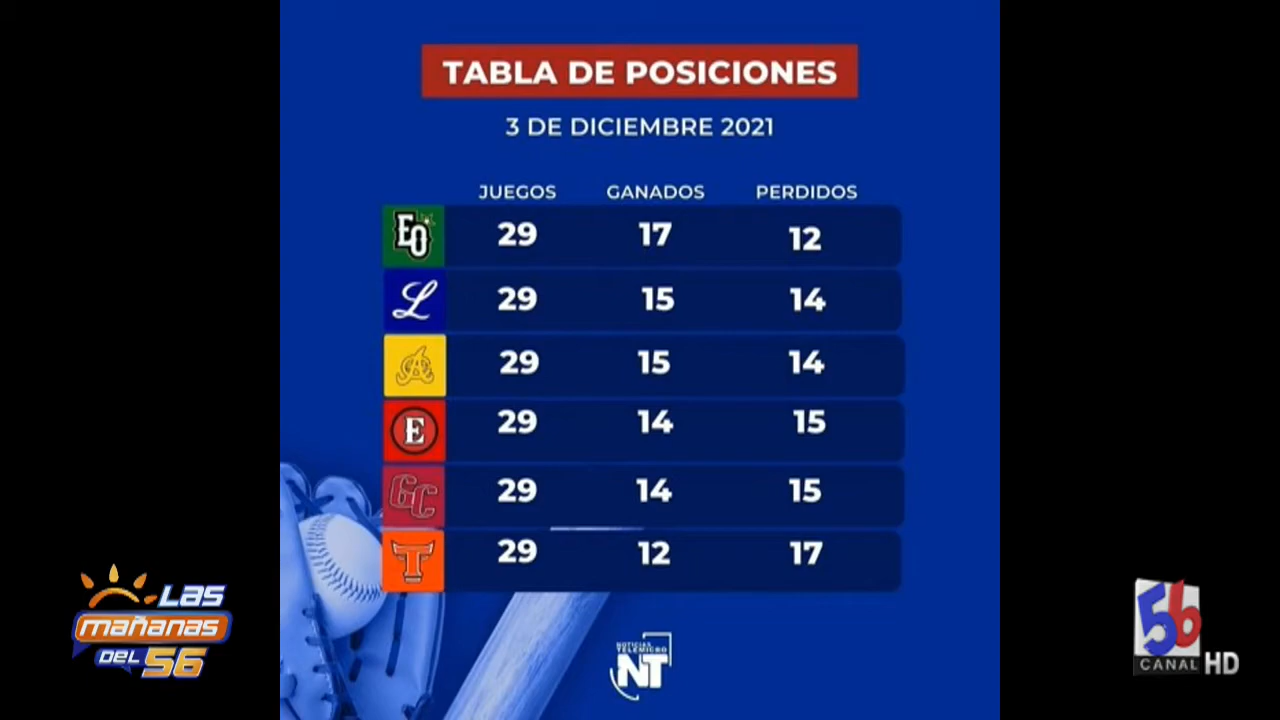 TABLA DE POSICIONES
3 DE DICIEMBRE 2021
JUEGOS GANADOS PERDIDOS
EO 29 17 12
L 29 15 14
A 29 15 14
E 29 14 15
GC 29 14 15
T 29 12 17
LAS
mañanas
DEL 56
NOTICIAS
TELEMICRO
NT
56
CANAL HD